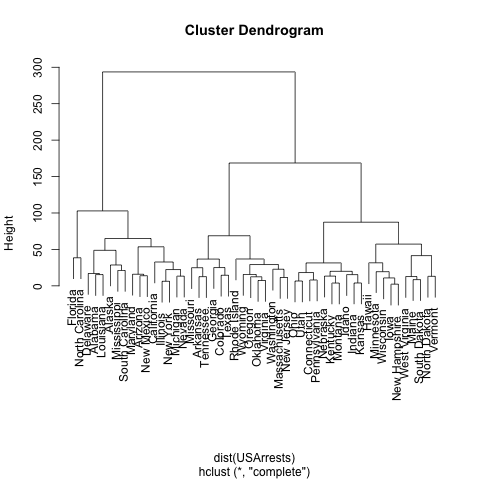 Cluster Dendrogram
Height
300
250
200
150
100
50
0
Florida
North Carolina
Delaware
Alabama
Louisiana
Alaska
Mississippi
South Carolina
Maryland
Arizona
New Mexico
California
Illinois
New York
Michigan
Nevada
Missouri
Arkansas
Tennessee
Georgia
Colorado
Texas
Rhode Island
Wyoming
Oregon
Oklahoma
Virginia
Washington
Massachusetts
New Jersey
Ohio
Utah
Connecticut
Pennsylvania
Nebraska
Kentucky
Montana
Idaho
Indiana
Kansas
Hawaii
Minnesota
Wisconsin
Iowa
New Hampshire
West Virginia
Maine
South Dakota
North Dakota
Vermont
dist(USArrests)
hclust (*, "complete")